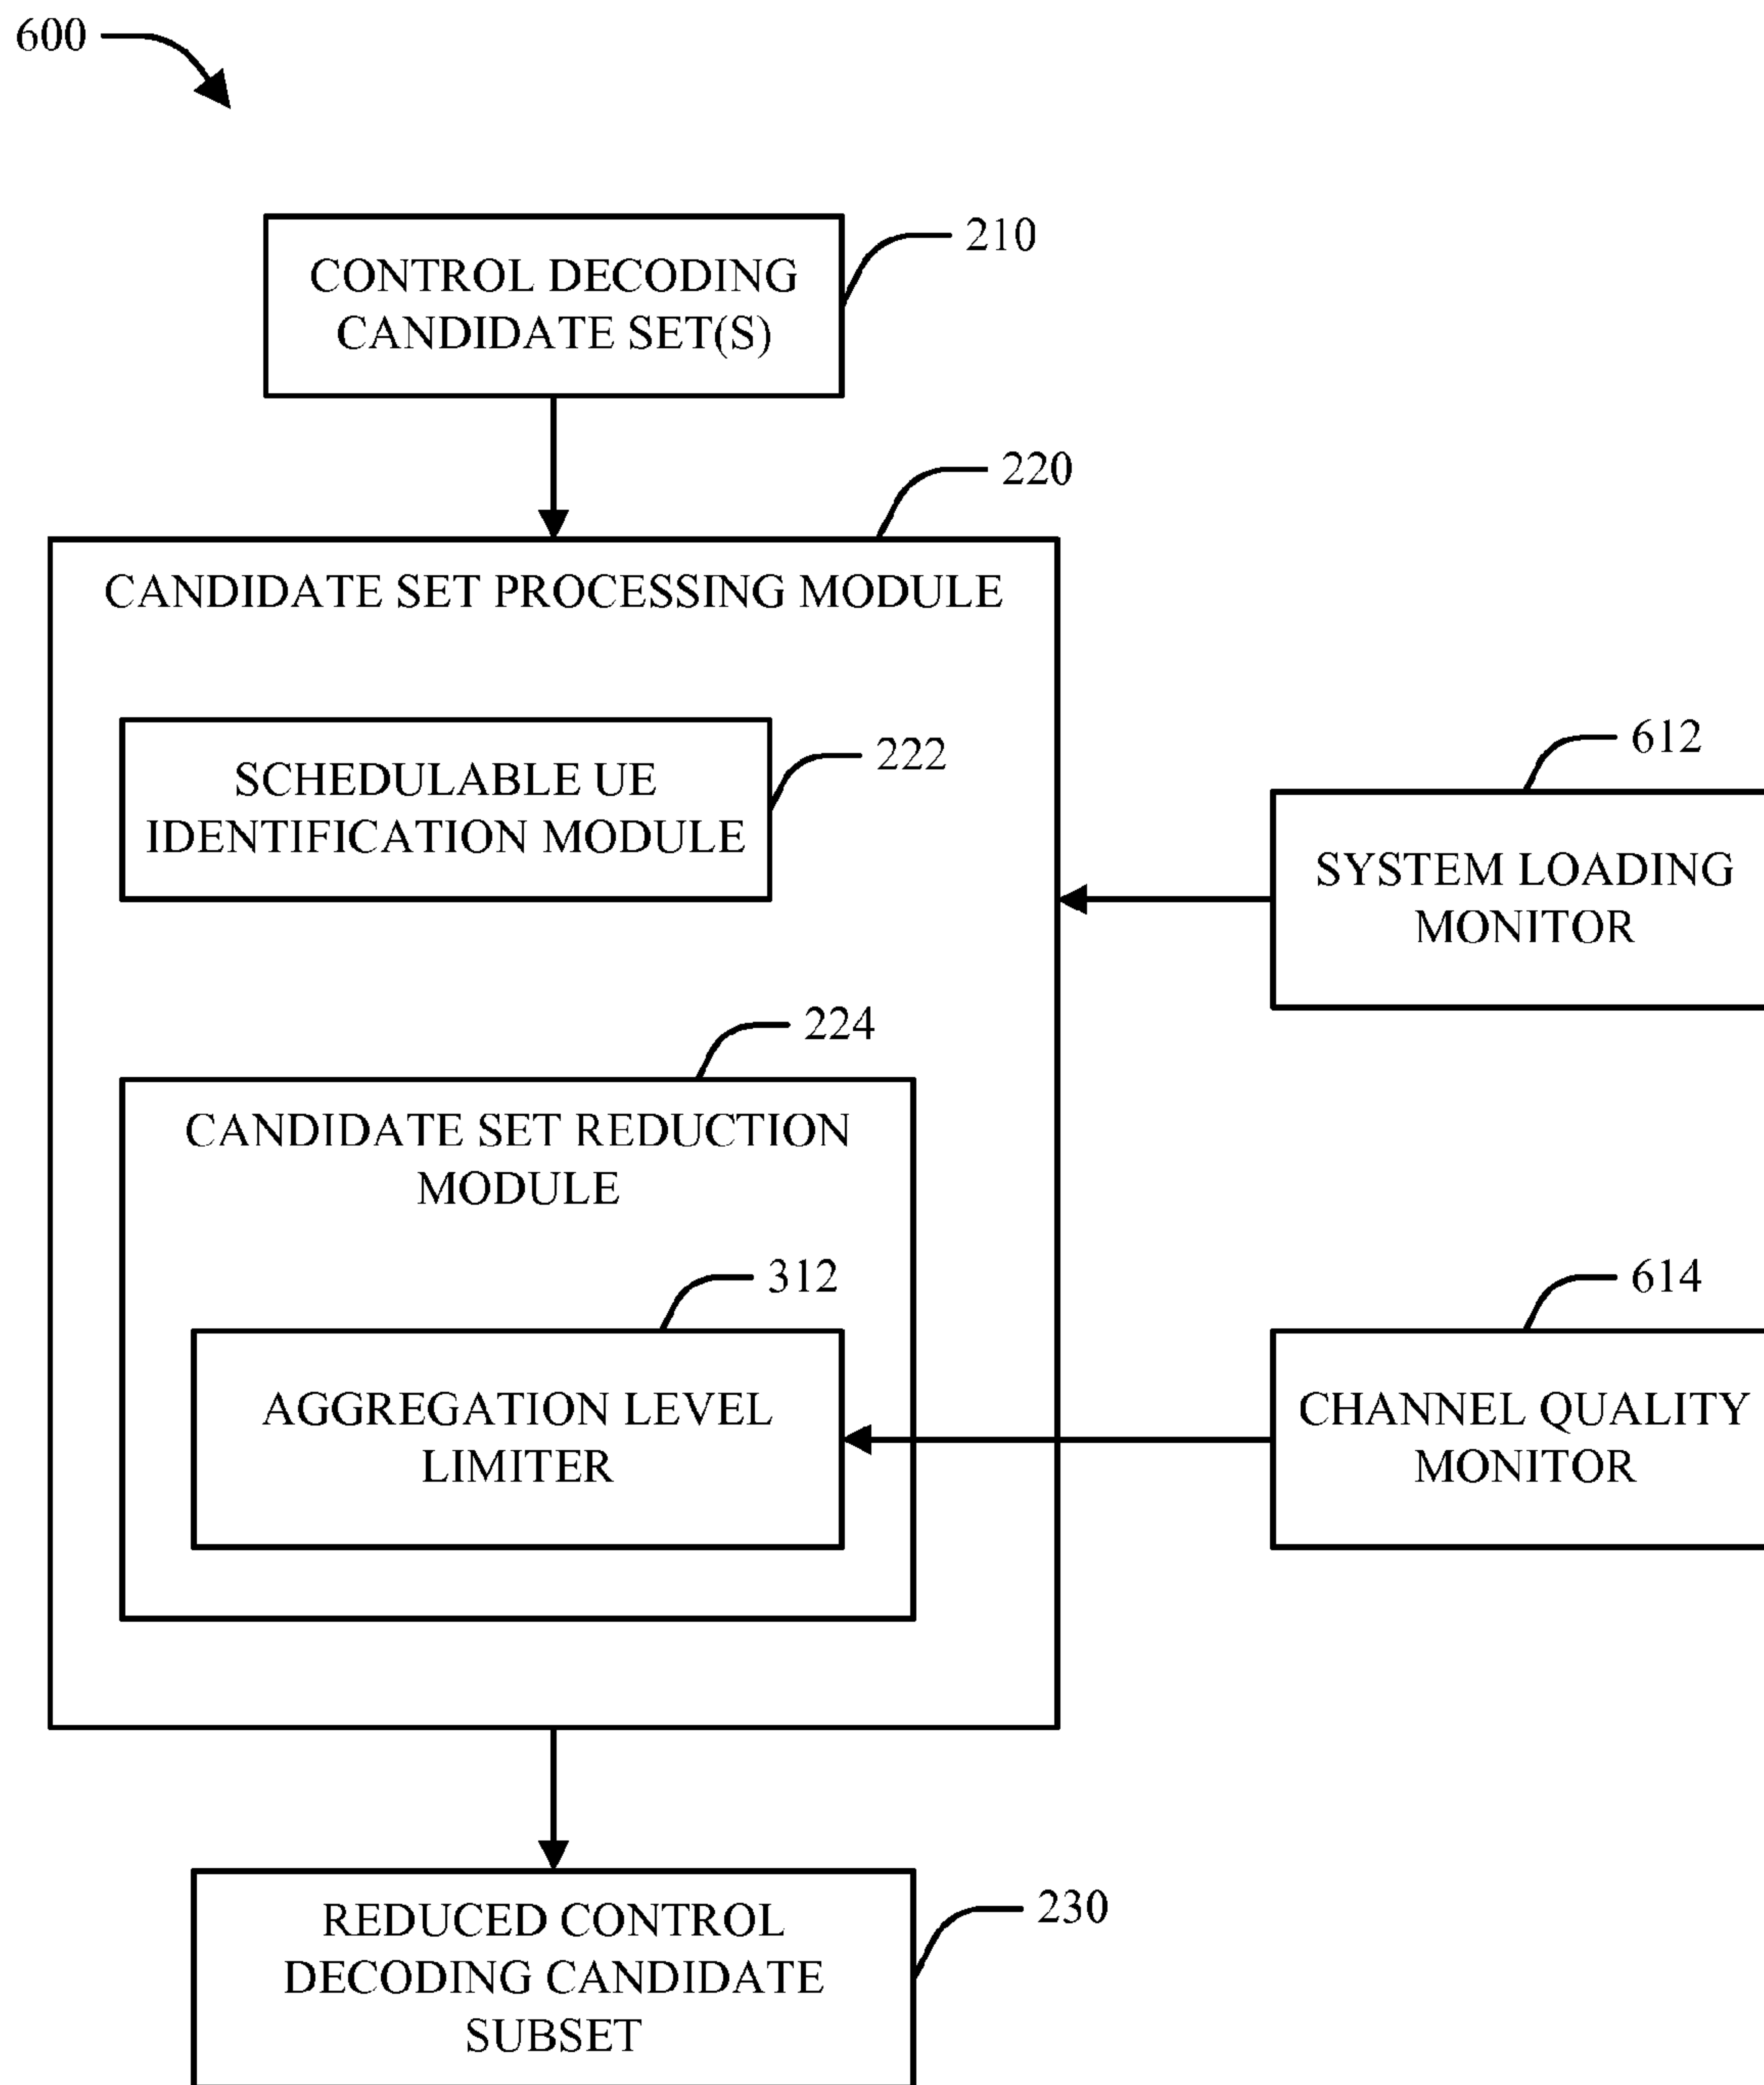 600
210
CONTROL DECODING
CANDIDATE SET(S)
220
CANDIDATE SET PROCESSING MODULE
222
SCHEDULABLE UE
IDENTIFICATION MODULE
612
SYSTEM LOADING
MONITOR
224
CANDIDATE SET REDUCTION
MODULE
312
AGGREGATION LEVEL
LIMITER
614
CHANNEL QUALITY
MONITOR
230
REDUCED CONTROL
DECODING CANDIDATE
SUBSET